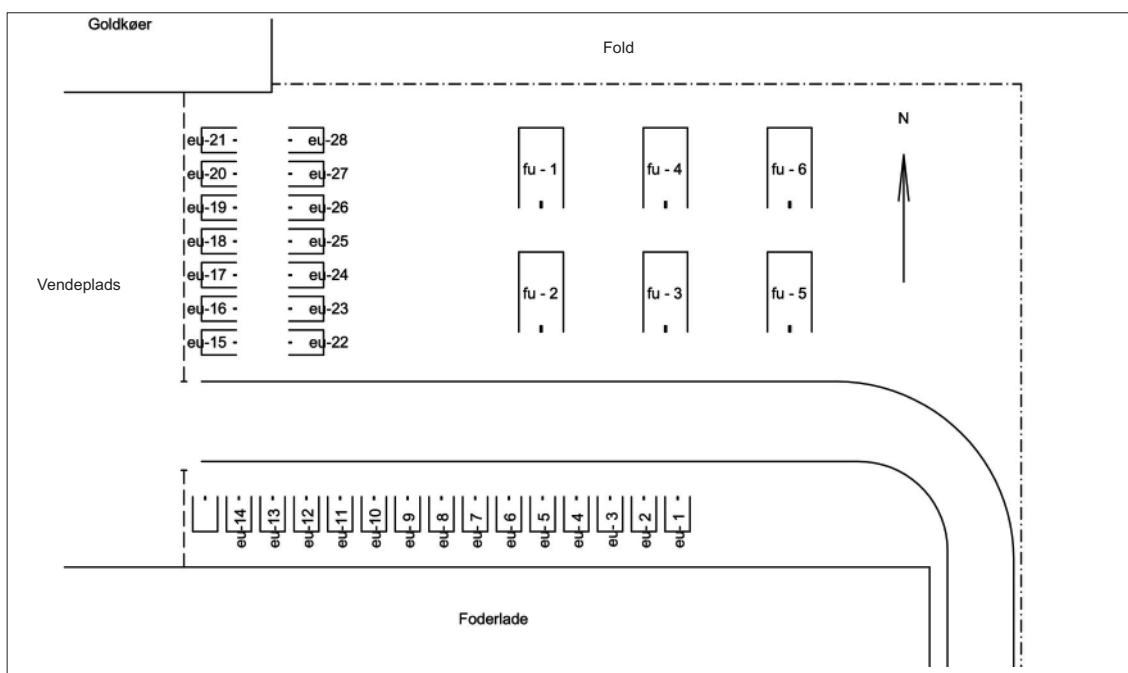 Goldkøer
Fold
N
eu-21
eu-28
fu - 1
fu - 4
fu - 6
eu-20
eu-27
eu-19
eu-26
eu-18
eu-25
eu-17
eu-24
Vendeplads
fu - 2
fu - 3
fu - 5
eu-16
eu-23
eu-15
eu-22
eu-14
eu-13
eu-12
eu-11
eu-10
eu- 9
eu- 8
eu- 7
eu- 6
eu- 5
eu- 4
eu- 3
eu- 2
eu- 1
Foderlade